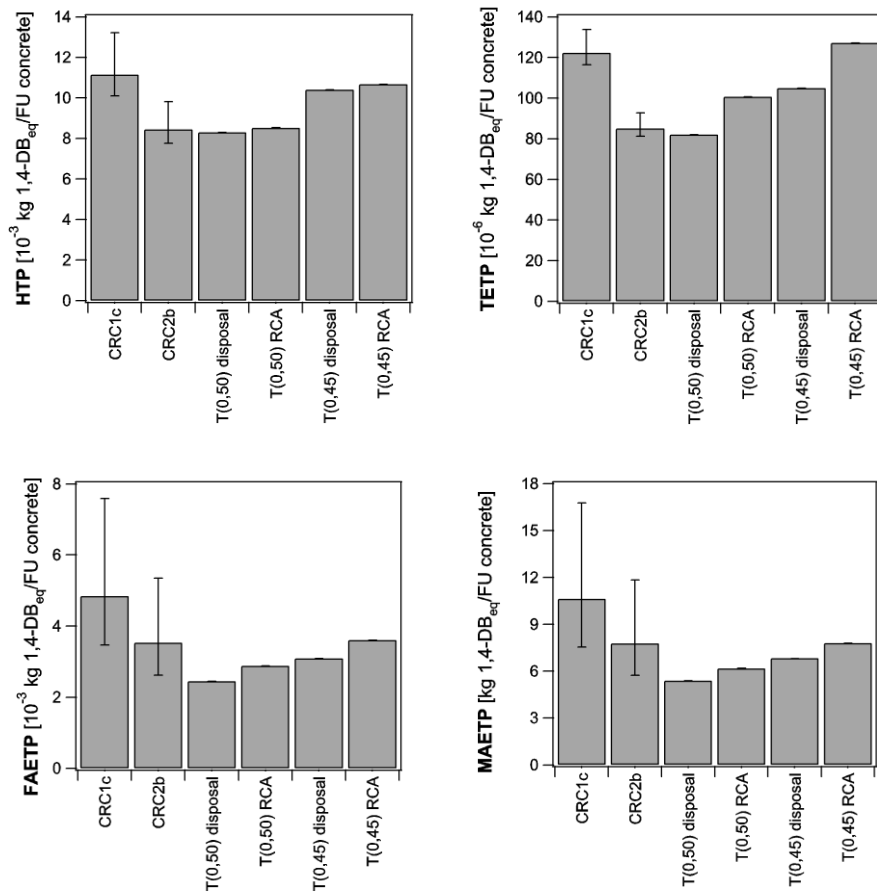 HTP [10⁻³ kg 1,4-DBeq/FU concrete]
14
12
10
8
6
4
2
0
CRC1c
CRC2b
T(0,50) disposal
T(0,50) RCA
T(0,45) disposal
T(0,45) RCA
TETP [10⁻⁶ kg 1,4-DBeq/FU concrete]
140
120
100
80
60
40
20
0
CRC1c
CRC2b
T(0,50) disposal
T(0,50) RCA
T(0,45) disposal
T(0,45) RCA
FAETP [10⁻³ kg 1,4-DBeq/FU concrete]
8
6
4
2
0
CRC1c
CRC2b
T(0,50) disposal
T(0,50) RCA
T(0,45) disposal
T(0,45) RCA
MAETP [kg 1,4-DBeq/FU concrete]
18
15
12
9
6
3
0
CRC1c
CRC2b
T(0,50) disposal
T(0,50) RCA
T(0,45) disposal
T(0,45) RCA